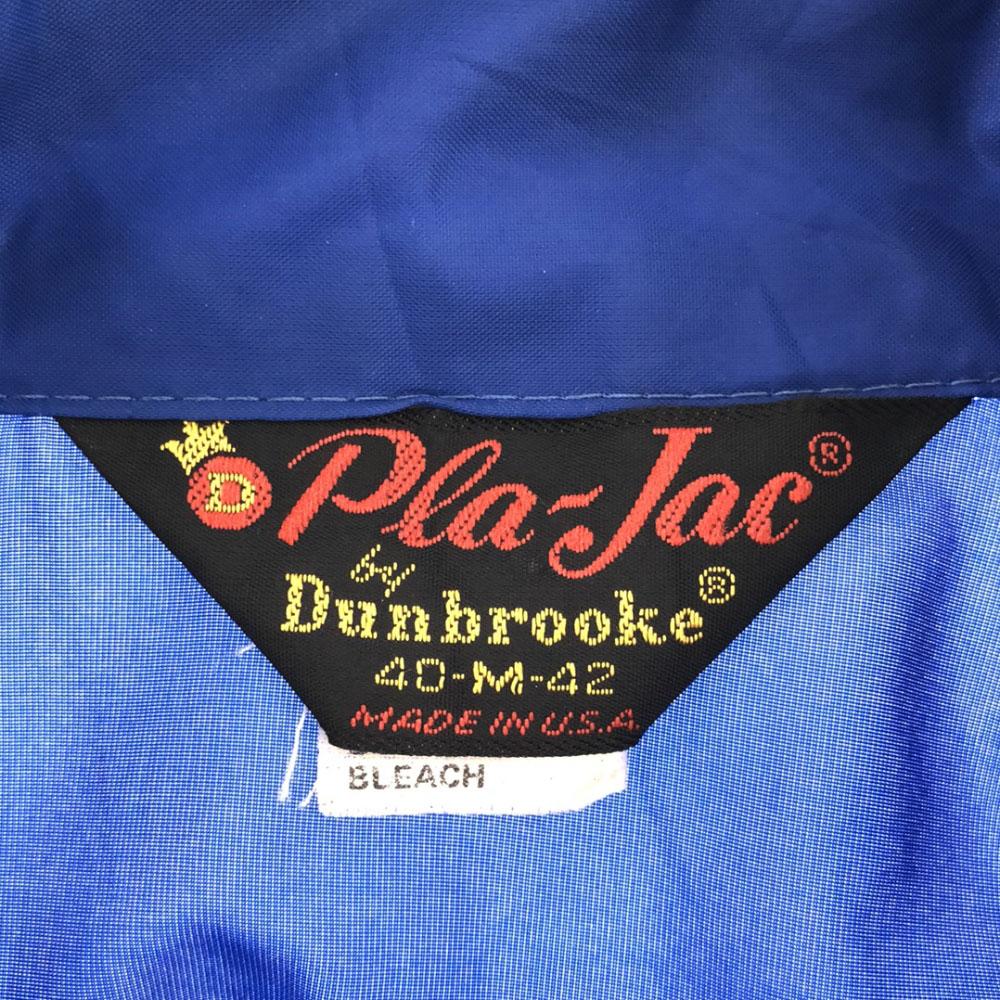 D Pla-Jac®
by
Dunbrooke®
40-M-42
MADE IN U.S.A.
BLEACH